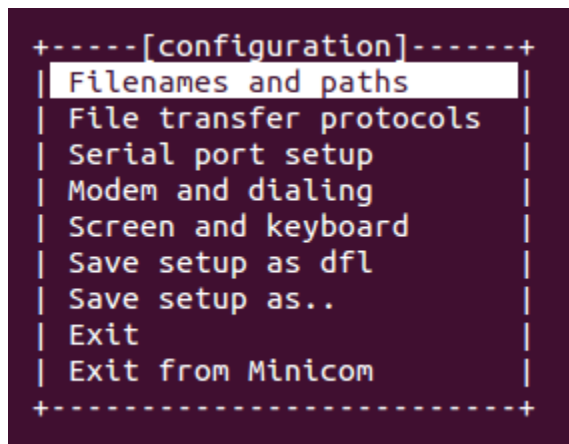 +-----[configuration]------+
| Filenames and paths      |
| File transfer protocols  |
| Serial port setup        |
| Modem and dialing        |
| Screen and keyboard      |
| Save setup as dfl        |
| Save setup as..          |
| Exit                     |
| Exit from Minicom        |
+--------------------------+